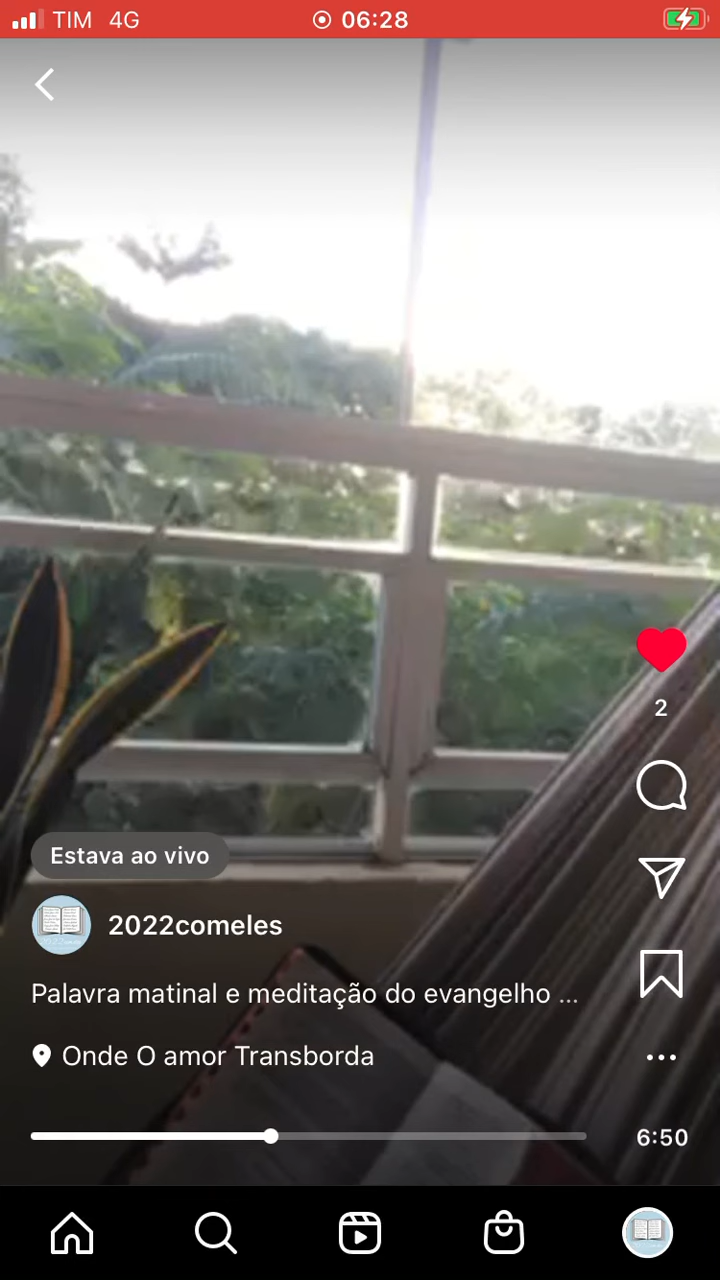 TIM 4G 06:28
Estava ao vivo
2022comeles
Palavra matinal e meditação do evangelho ...
Onde O amor Transborda
6:50
2